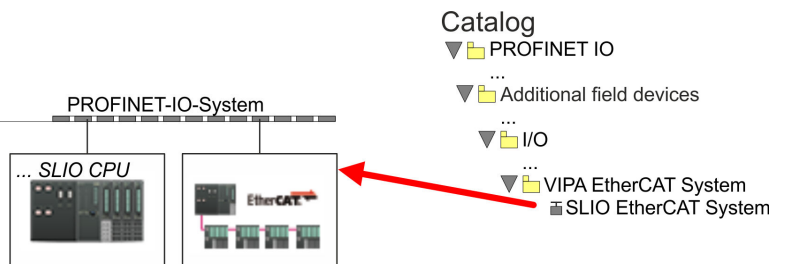 Catalog
PROFINET IO
...
Additional field devices
...
I/O
...
VIPA EtherCAT System
SLIO EtherCAT System
PROFINET-IO-System
... SLIO CPU
EtherCAT